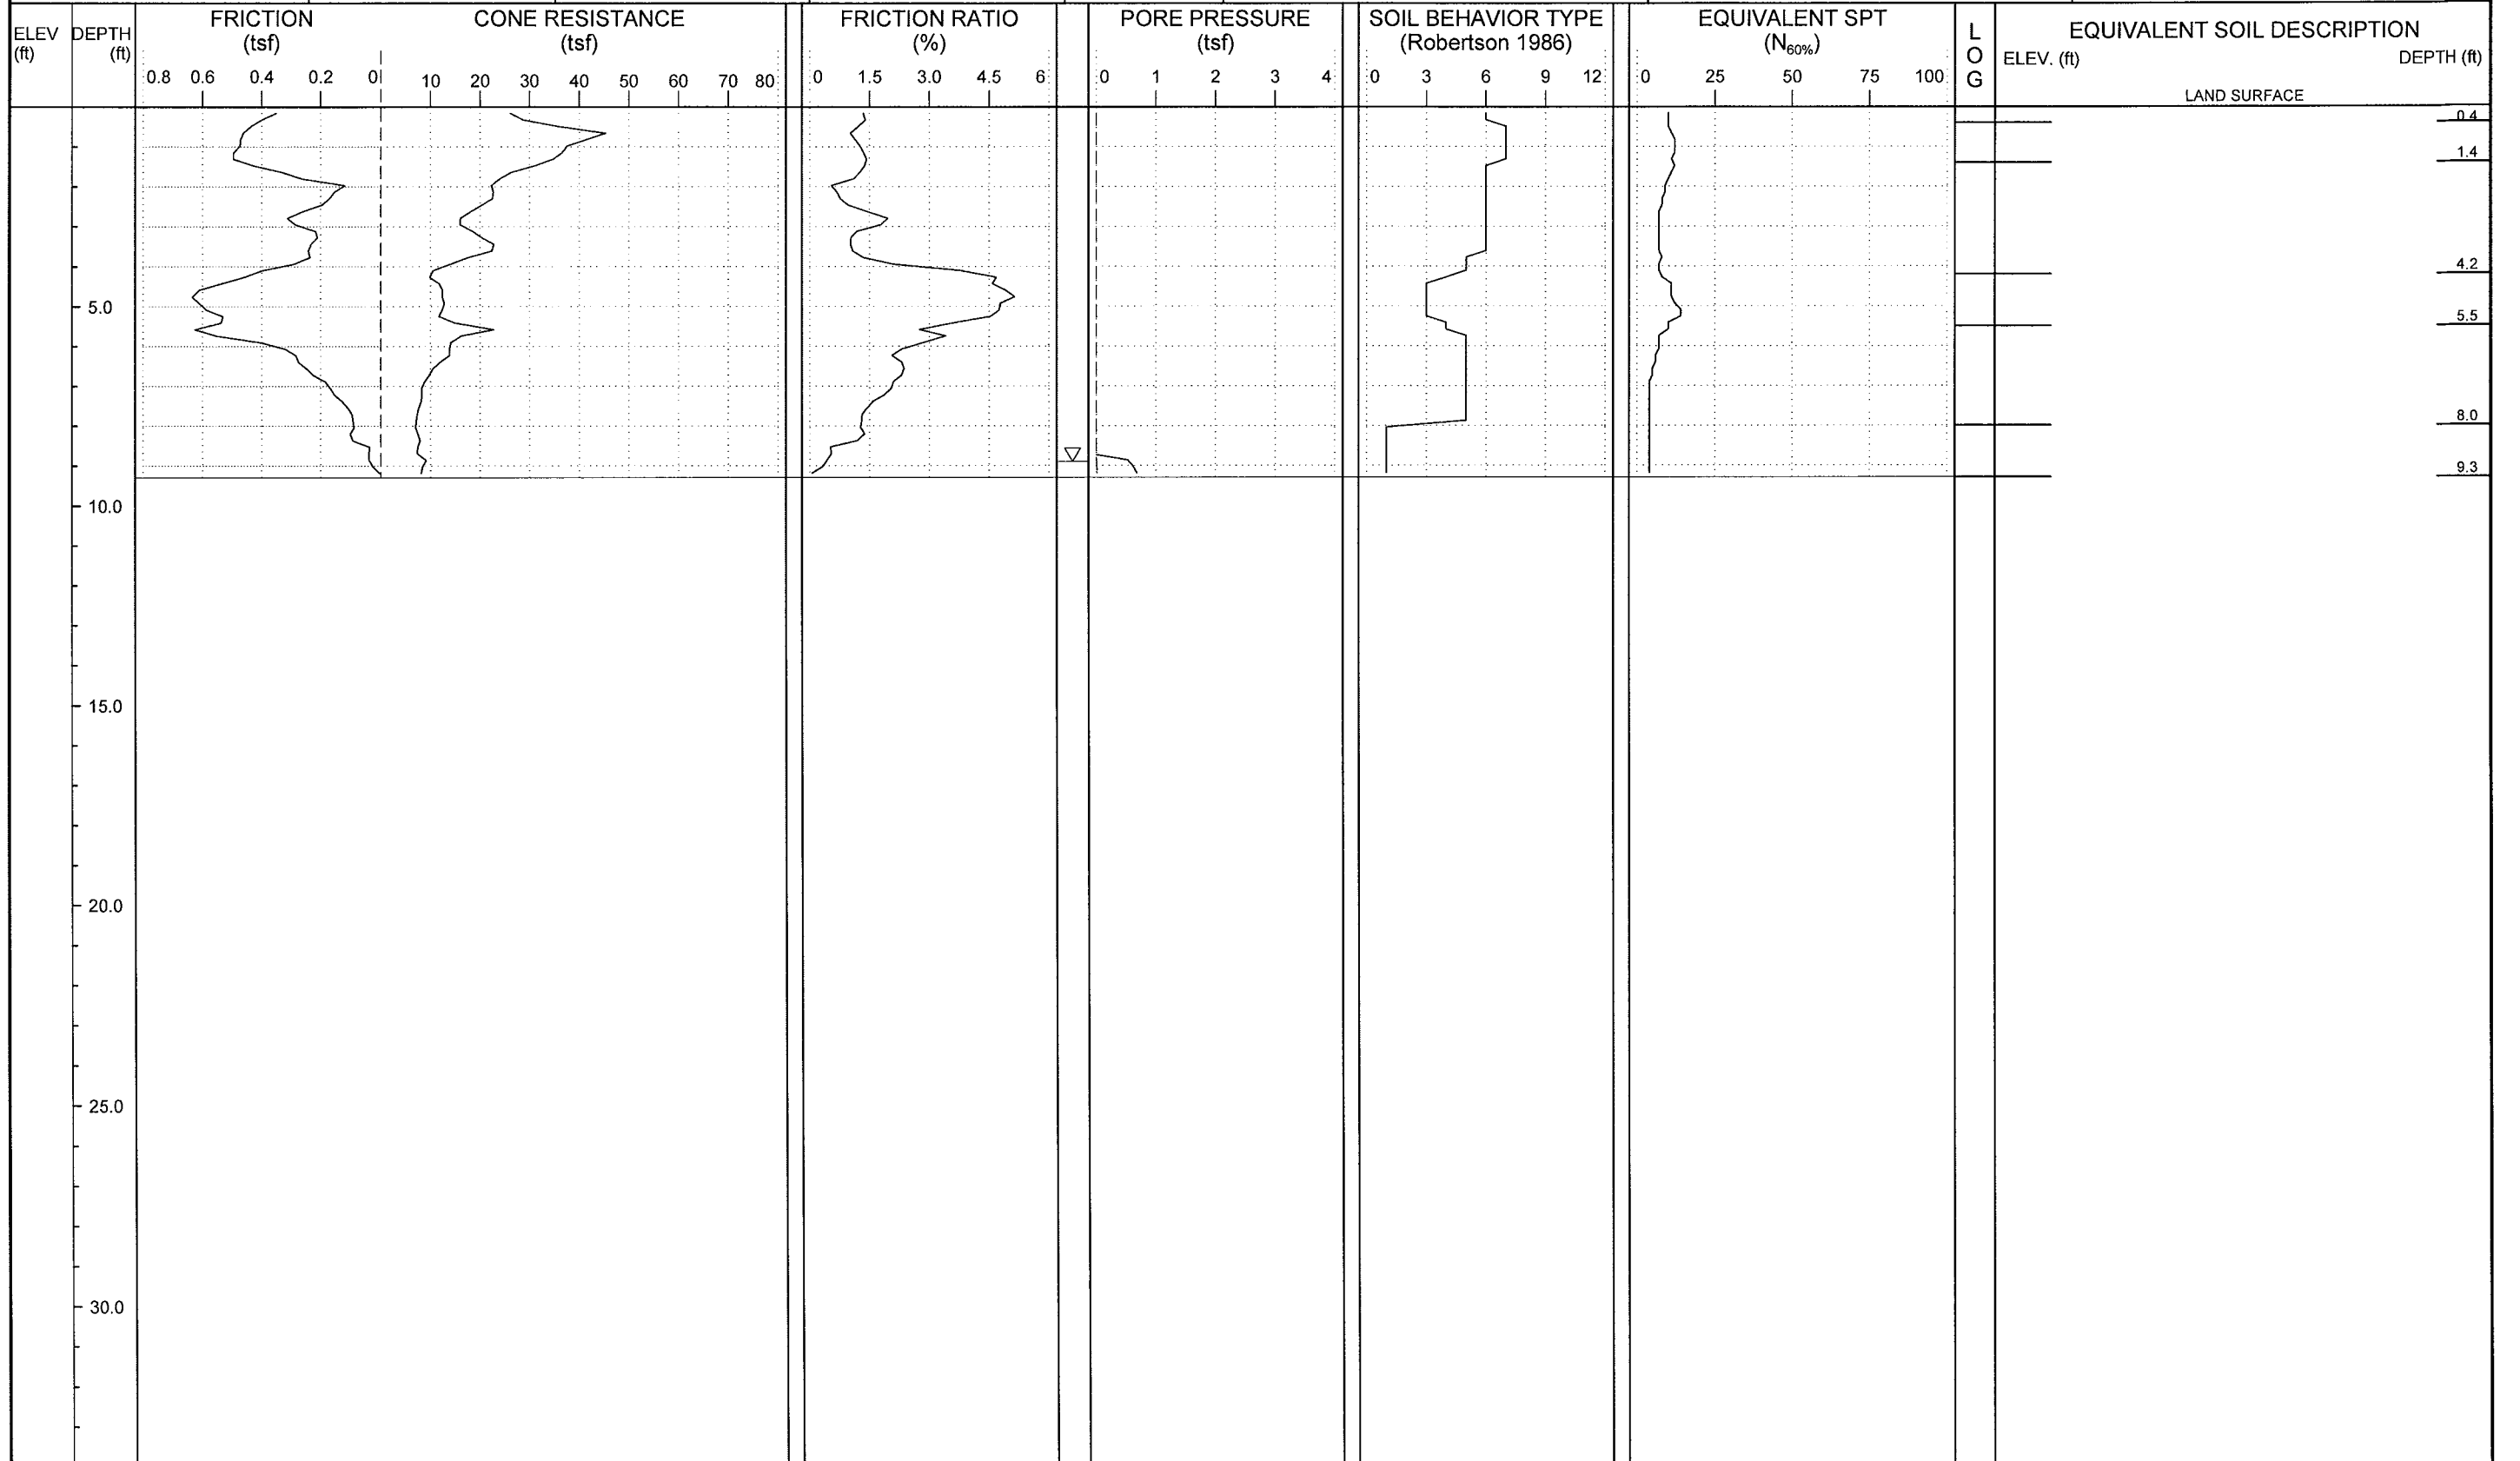 ELEV (ft)
DEPTH (ft)
FRICTION (tsf)
CONE RESISTANCE (tsf)
FRICTION RATIO (%)
PORE PRESSURE (tsf)
SOIL BEHAVIOR TYPE (Robertson 1986)
EQUIVALENT SPT (N60%)
LOG
EQUIVALENT SOIL DESCRIPTION
ELEV. (ft) DEPTH (ft)
0.8 0.6 0.4 0.2 0 10 20 30 40 50 60 70 80
0 1.5 3.0 4.5 6
0 1 2 3 4
0 3 6 9 12
0 25 50 75 100
LAND SURFACE
0.4
1.4
4.2
5.0
5.5
8.0
9.3
10.0
15.0
20.0
25.0
30.0